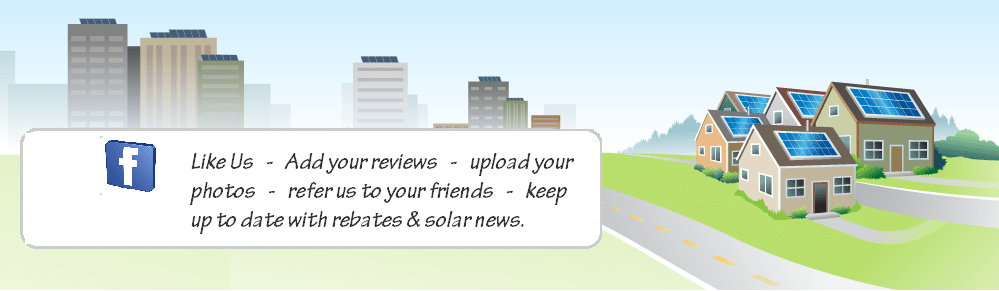 f
Like Us - Add your reviews - upload your
photos - refer us to your friends - keep
up to date with rebates & solar news.